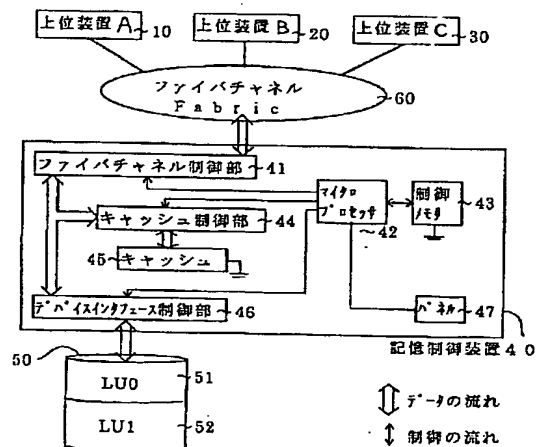 上位装置A
10
上位装置B
20
上位装置C
30
ファイバチャネル
Fabric
60
ファイバチャネル制御部
41
マイクロ
プロセッサ
42
制御
メモリ
43
キャッシュ制御部
44
45
キャッシュ
デバイスインタフェース制御部
46
パネル
47
記憶制御装置40
50
LU0
51
LU1
52
データの流れ
制御の流れ